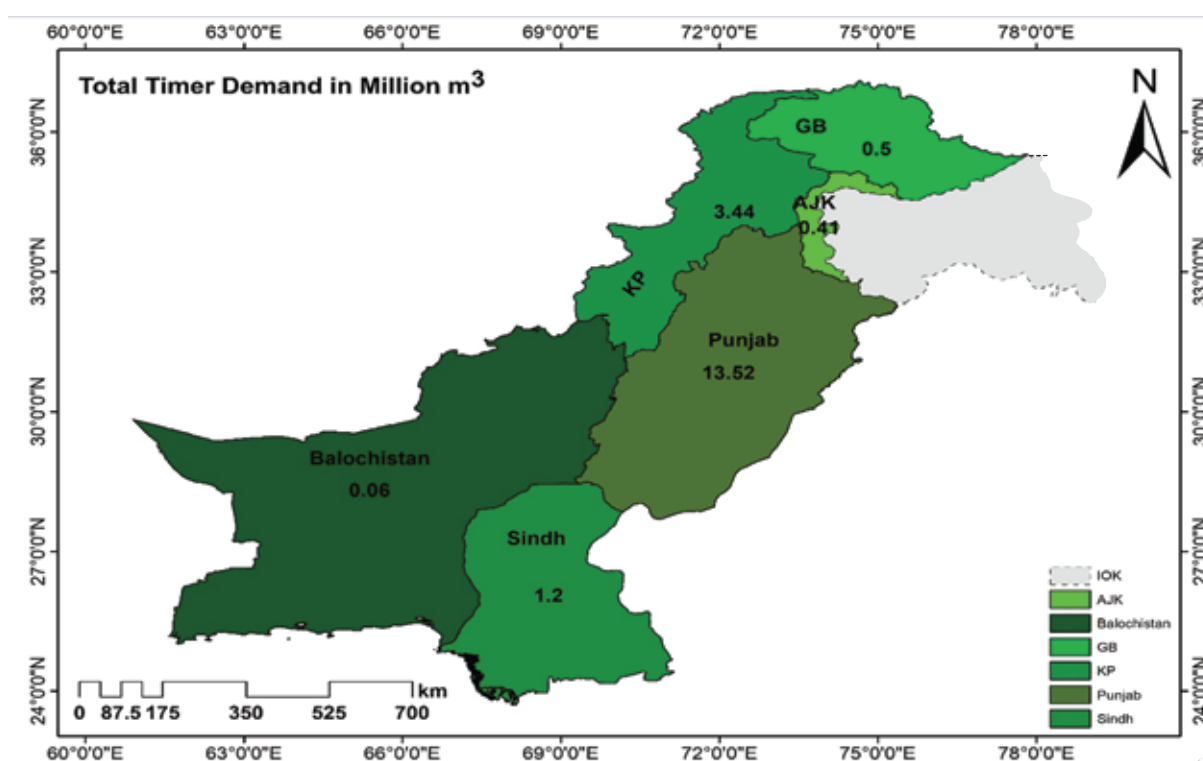 60°0'0"E 63°0'0"E 66°0'0"E 69°0'0"E 72°0'0"E 75°0'0"E 78°0'0"E
Total Timer Demand in Million m³
N
36°0'0"N
36°0'0"N
GB
0.5
AJK
0.41
3.44
KP
33°0'0"N
33°0'0"N
Punjab
13.52
30°0'0"N
30°0'0"N
Balochistan
0.06
Sindh
1.2
27°0'0"N
27°0'0"N
IOK
AJK
Balochistan
GB
KP
Punjab
Sindh
24°0'0"N
24°0'0"N
km
0 87.5 175 350 525 700
60°0'0"E 63°0'0"E 66°0'0"E 69°0'0"E 72°0'0"E 75°0'0"E 78°0'0"E